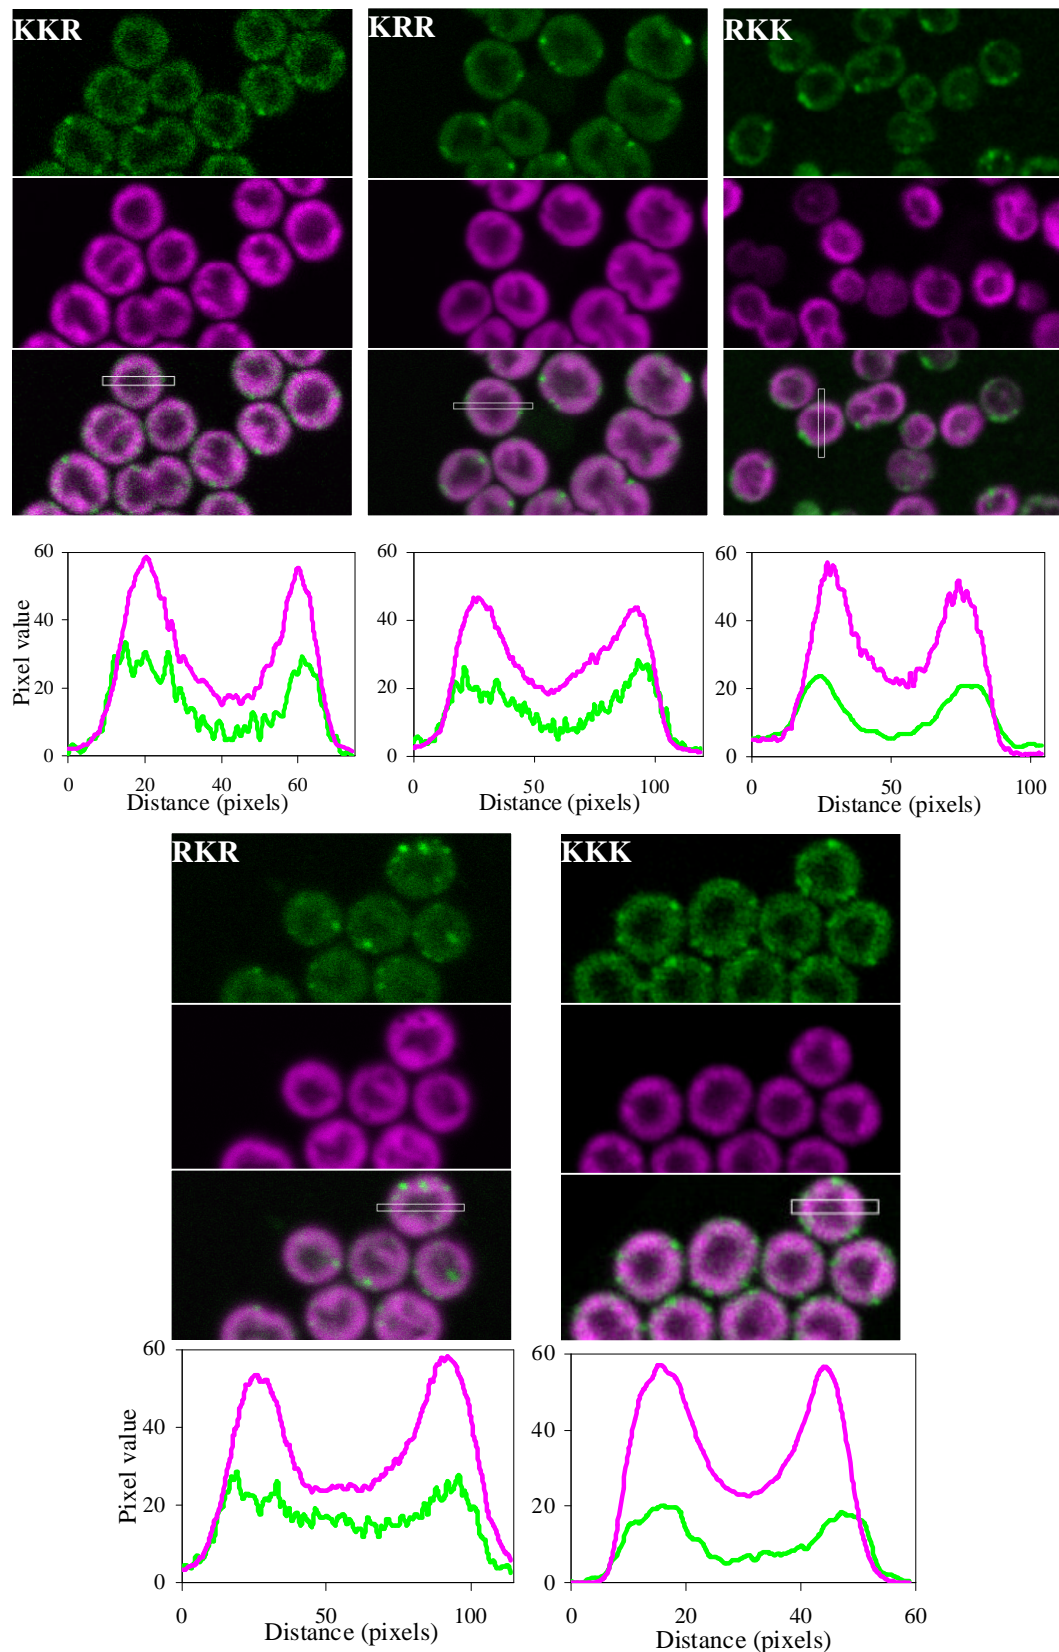 KKR KRR RKK
60 60 60
40 40 40
20 20 20
0 0 0
Pixel value
0 20 40 60 0 50 100 0 50 100
Distance (pixels) Distance (pixels) Distance (pixels)
RKR KKK
60 60
40 40
20 20
0 0
Pixel value
0 50 100 0 20 40 60
Distance (pixels) Distance (pixels)